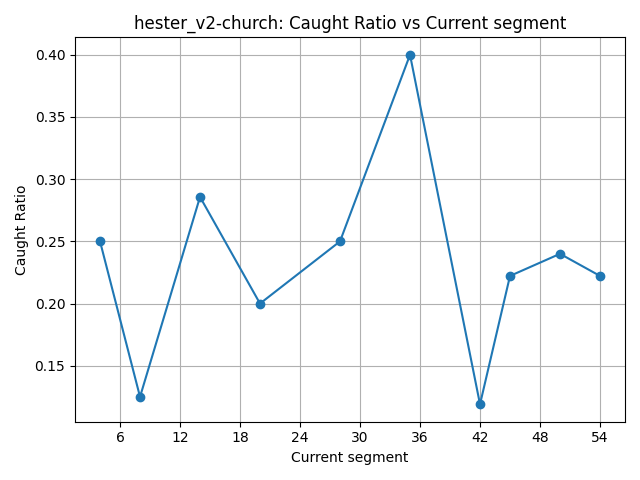 hester_v2-church: Caught Ratio vs Current segment
0.40
0.35
0.30
0.25
0.20
0.15
Caught Ratio
6 12 18 24 30 36 42 48 54
Current segment